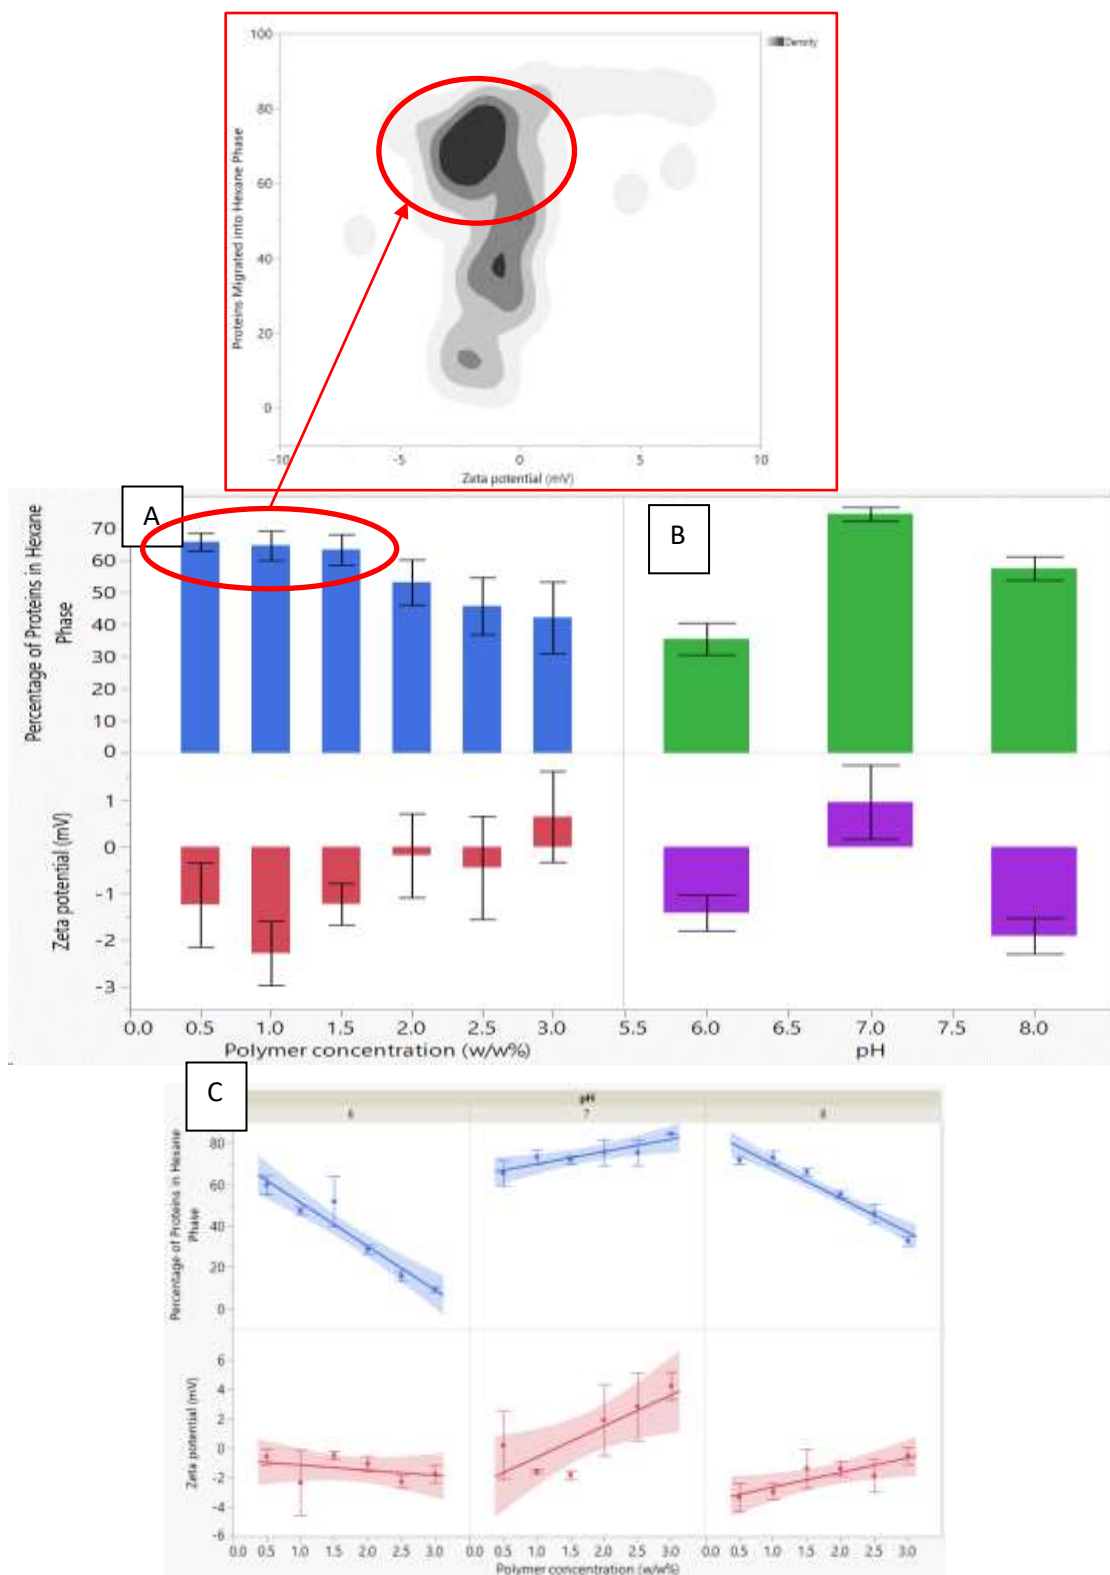 100
80
60
40
20
0
Proteins Migrated into Hexane Phase
Density
-10
-5
0
5
10
Zeta potential (mV)
A
B
Percentage of Proteins in Hexane
Phase
70
60
50
40
30
20
10
0
Zeta potential (mV)
1
0
-1
-2
-3
0.0 0.5 1.0 1.5 2.0 2.5 3.0
Polymer concentration (w/w%)
5.5 6.0 6.5 7.0 7.5 8.0
pH
C
pH
6 7 8
Percentage of Proteins in Hexane
Phase
80
60
40
20
0
Zeta potential (mV)
6
4
2
0
-2
-4
-6
0.0 0.5 1.0 1.5 2.0 2.5 3.0 0.0 0.5 1.0 1.5 2.0 2.5 3.0 0.0 0.5 1.0 1.5 2.0 2.5 3.0
Polymer concentration (w/w%)